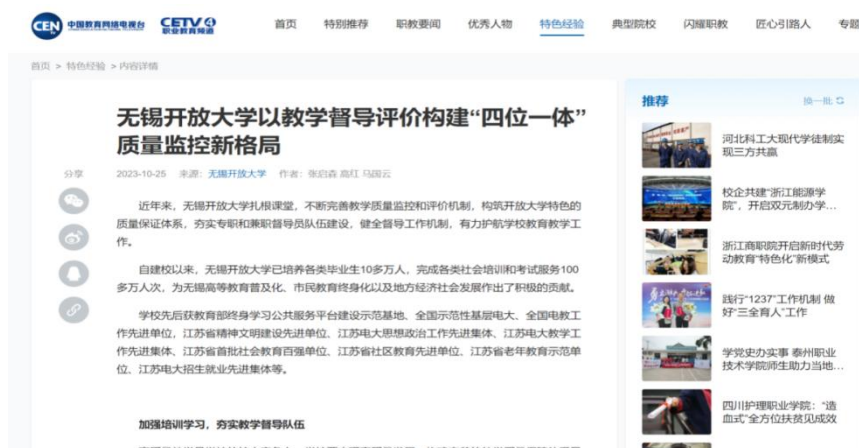 CEN 中国教育网络电视台 CETV 4 职业教育频道 首页 特别推荐 职教要闻 优秀人物 特色经验 典型院校 闪耀职教 匠心引路人 专题
首页 > 特色经验 > 内容详情
无锡开放大学以教学督导评价构建“四位一体”
质量监控新格局
分享
2023-10-25 来源：无锡开放大学 作者：张启森 高红 马国云
近年来，无锡开放大学扎根课堂，不断完善教学质量监控和评价机制，构筑开放大学特色的
质量保证体系，夯实专职和兼职督导员队伍建设，健全督导工作机制，有力护航学校教育教学工
作。
自建校以来，无锡开放大学已培养各类毕业生10多万人，完成各类社会培训和考试服务100
多万人次，为无锡高等教育普及化、市民教育终身化以及地方经济社会发展作出了积极的贡献。
学校先后获教育部终身学习公共服务平台建设示范基地、全国示范性基层电大、全国电教工
作先进单位，江苏省精神文明建设先进单位、江苏电大思想政治工作先进集体、江苏电大教学工
作先进集体、江苏省首批社会教育百强单位、江苏省社区教育先进单位、江苏省老年教育示范单
位、江苏电大招生就业先进集体等。
加强培训学习，夯实教学督导队伍
推荐 换一批
河北科工大现代学徒制实
现三方共赢
校企共建“浙江能源学
院”，开启双元制办学...
浙江商职院开启新时代劳
动教育“特色化”新模式
践行“1237”工作机制 做
好“三全育人”工作
学党史办实事 泰州职业
技术学院师生助力当地...
四川护理职业学院：“造
血式”全方位扶贫见成效